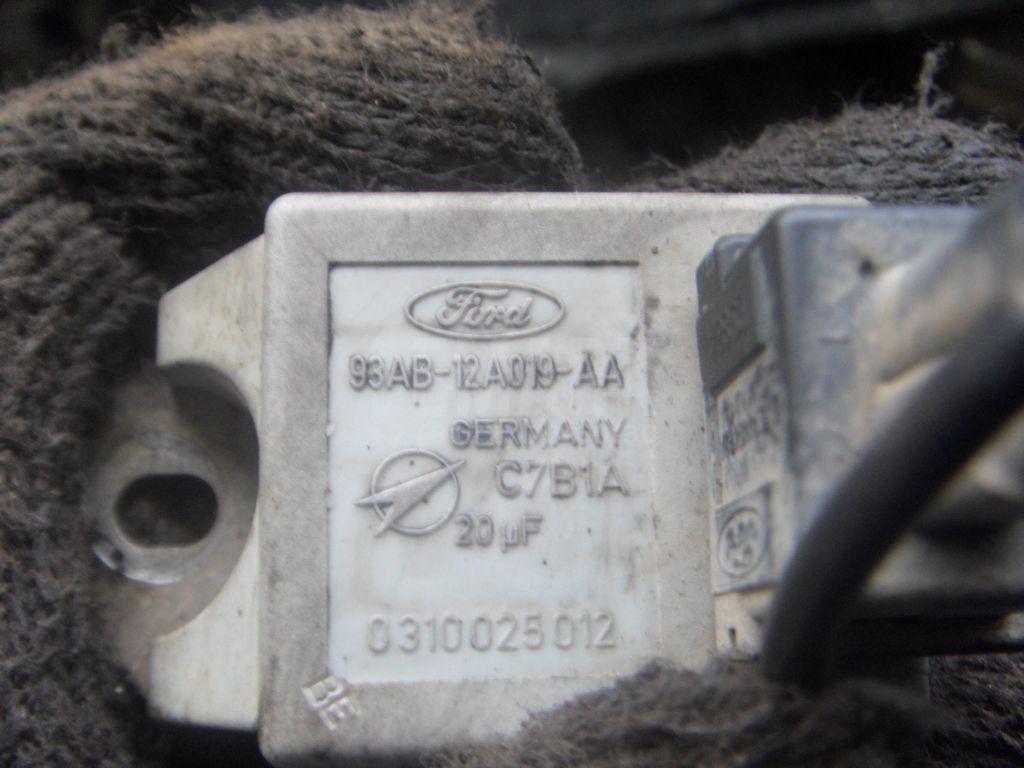 Ford
93AB-12A019-AA
GERMANY
C7B1A
20 µF
0310025012
BE